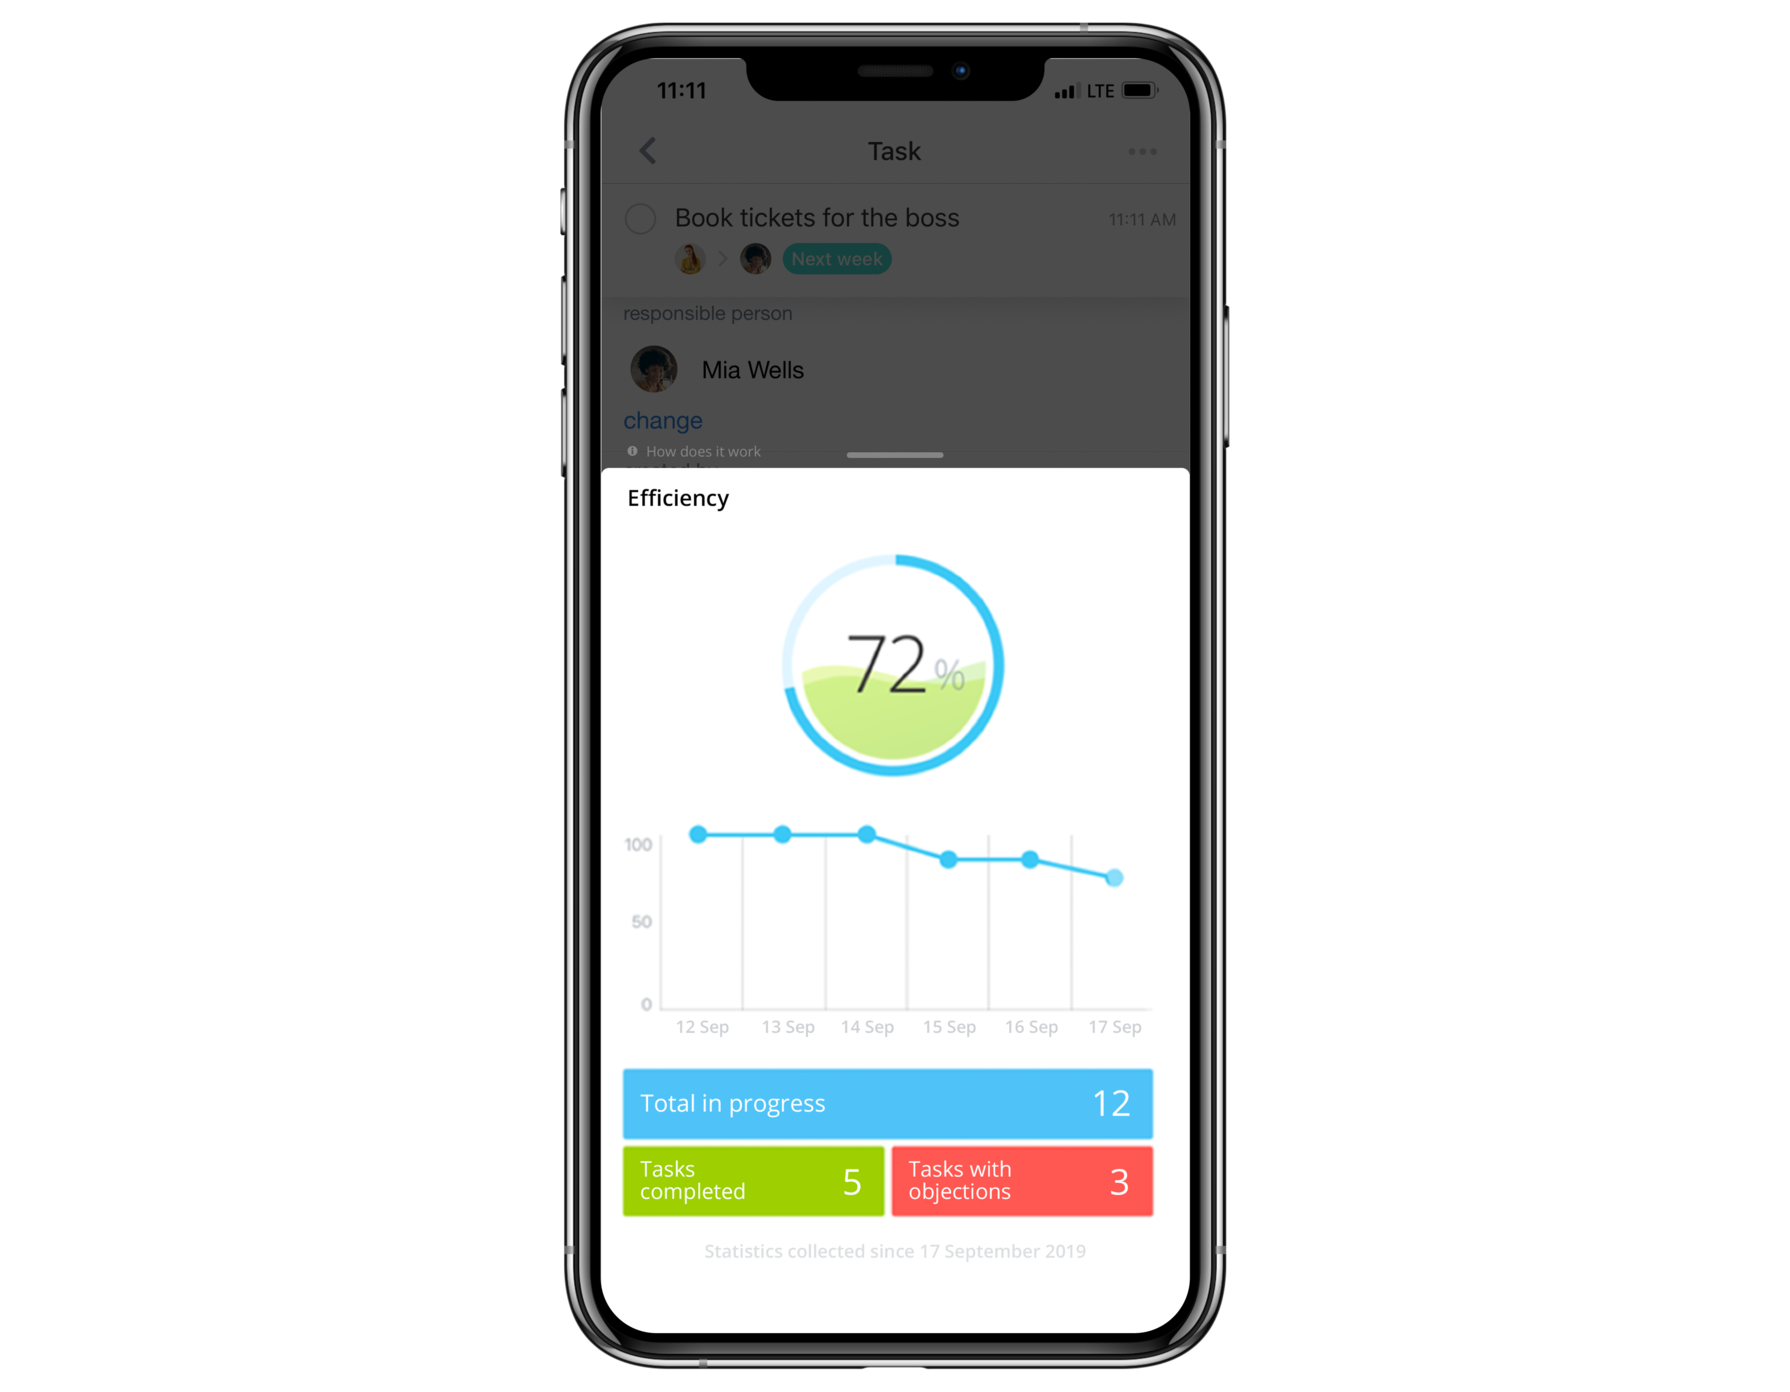 11:11
LTE
Task
Book tickets for the boss
11:11 AM
Next week
responsible person
Mia Wells
change
How does it work
Efficiency
72%
100
50
0
12 Sep 13 Sep 14 Sep 15 Sep 16 Sep 17 Sep
Total in progress 12
Tasks
completed
5
Tasks with
objections
3
Statistics collected since 17 September 2019